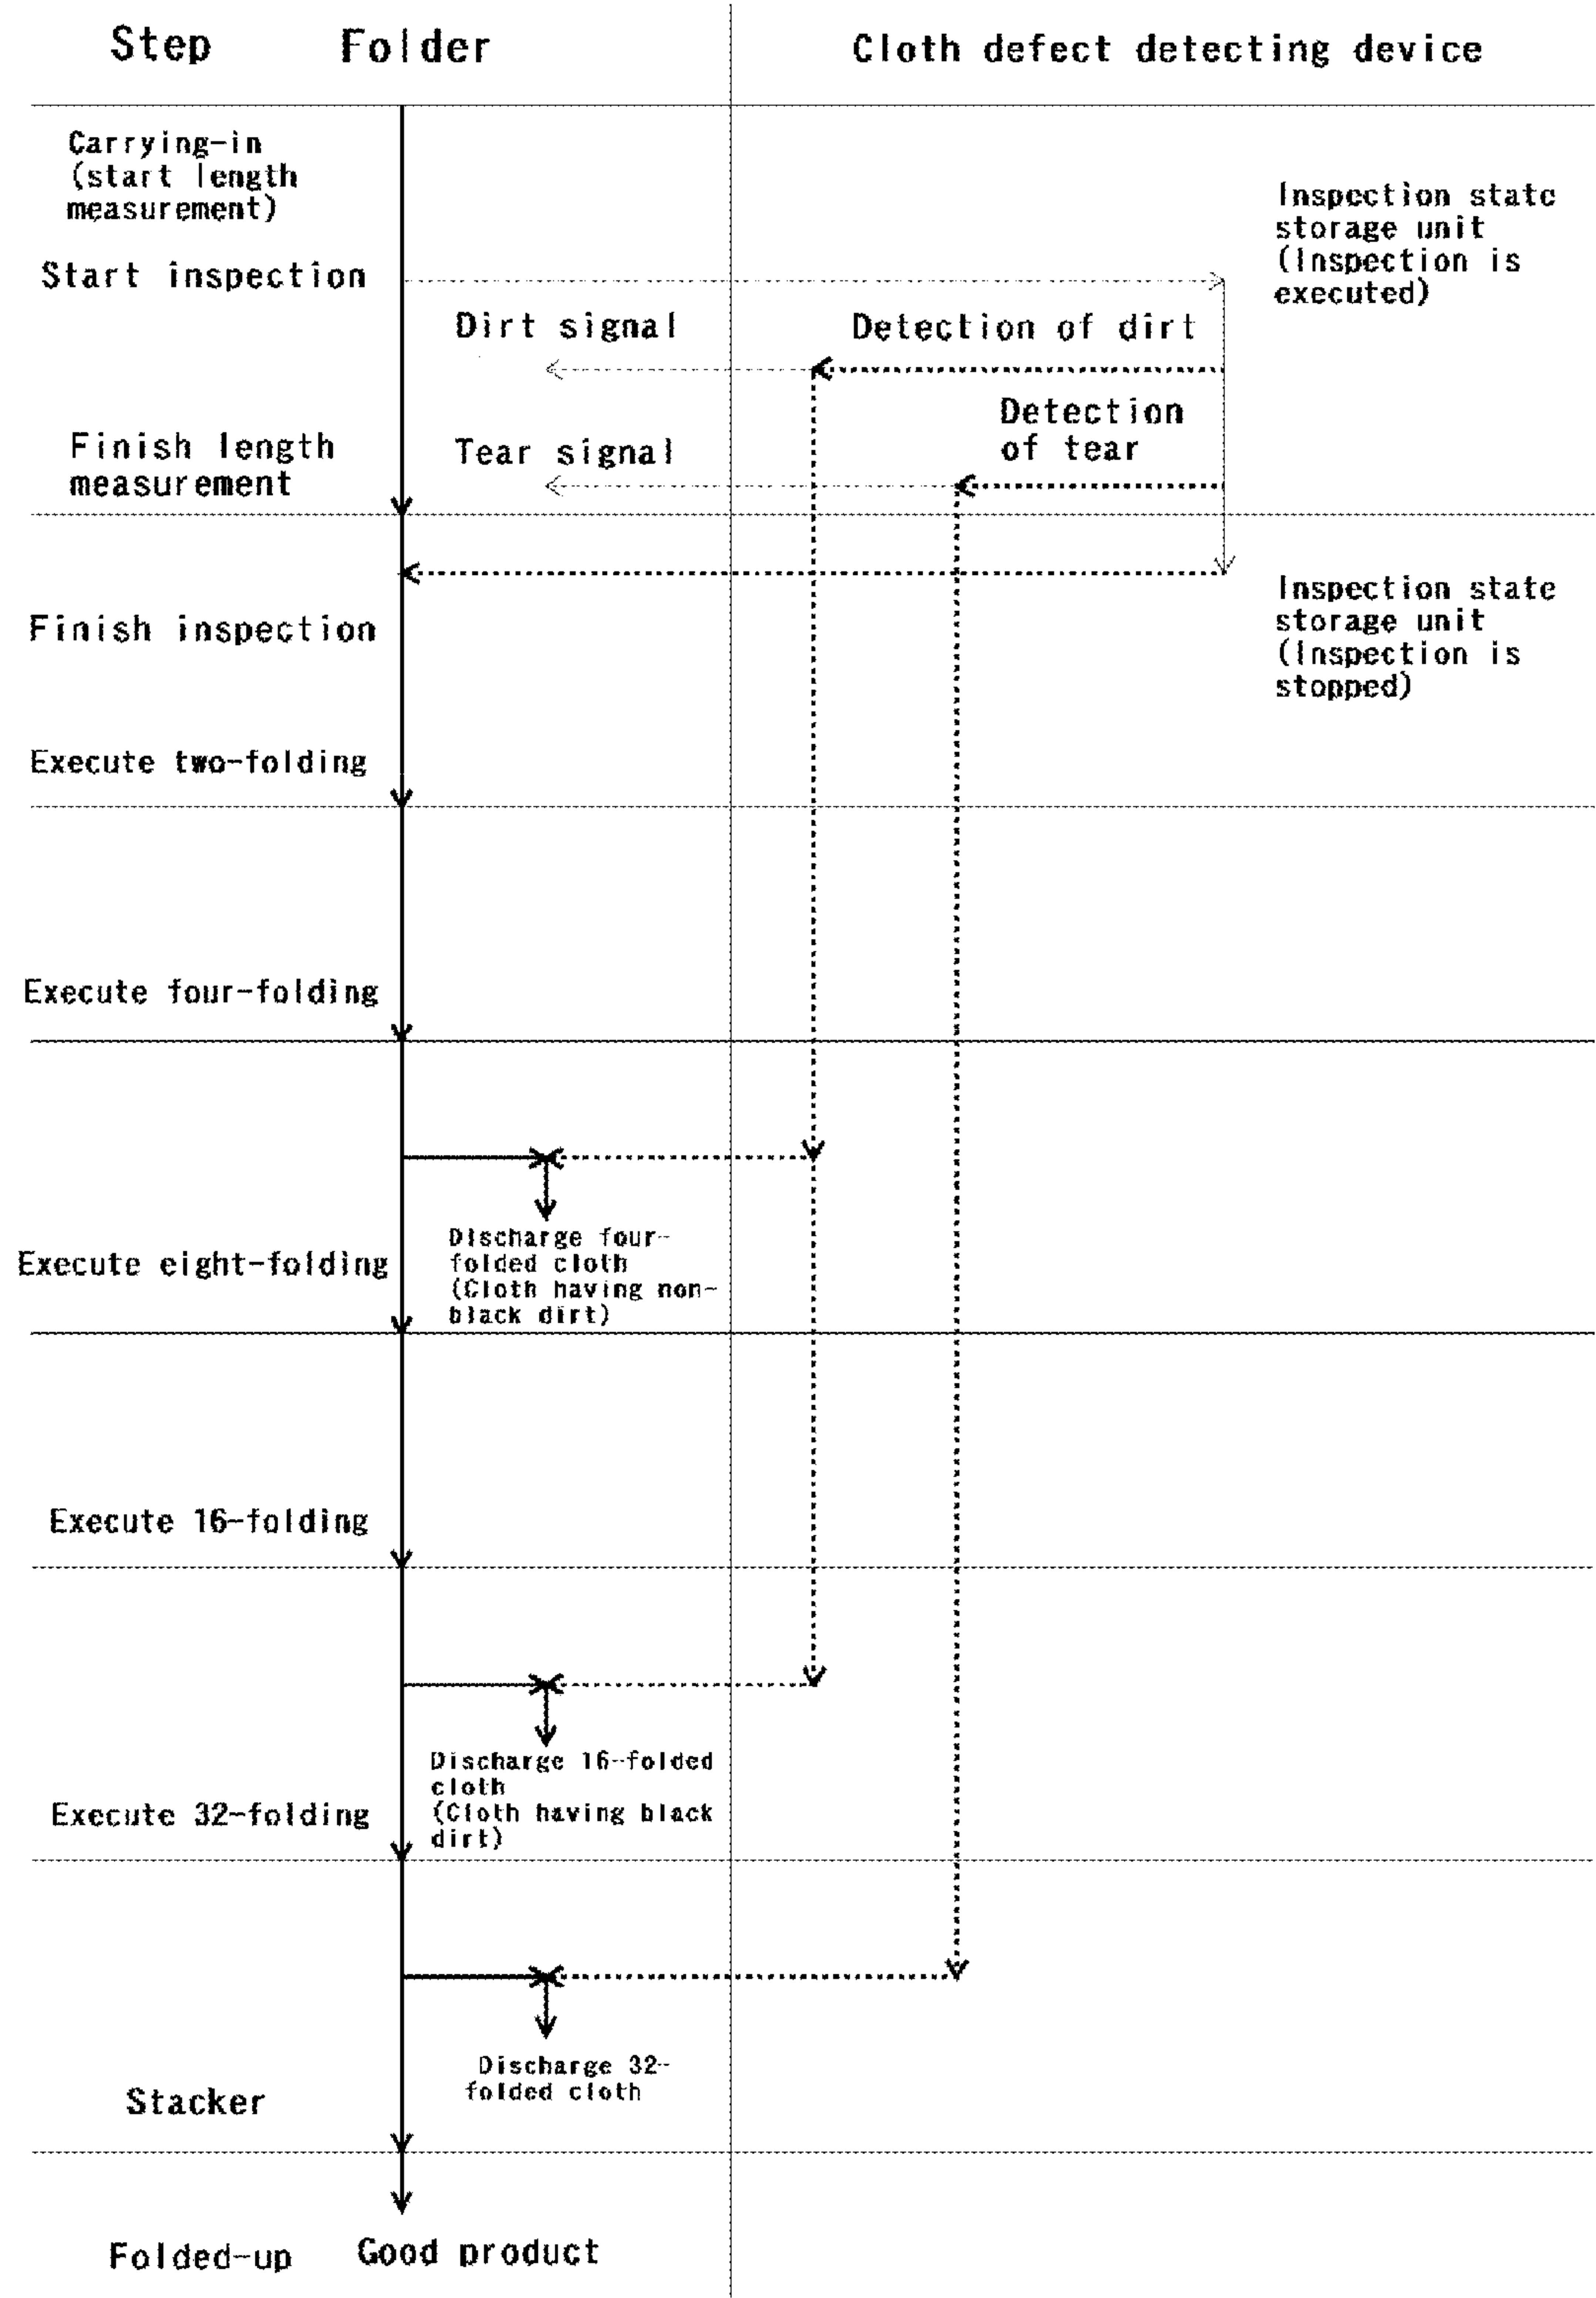 Step Folder Cloth defect detecting device
Carrying-in
(start length
measurement)
Inspection state
storage unit
(Inspection is
executed)
Start inspection
Dirt signal
Detection of dirt
Detection
of tear
Finish length
measurement
Tear signal
Inspection state
storage unit
(Inspection is
stopped)
Finish inspection
Execute two-folding
Execute four-folding
Discharge four-
folded cloth
(Cloth having non-
black dirt)
Execute eight-folding
Execute 16-folding
Discharge 16-folded
cloth
(Cloth having black
dirt)
Execute 32-folding
Discharge 32-
folded cloth
Stacker
Folded-up Good product